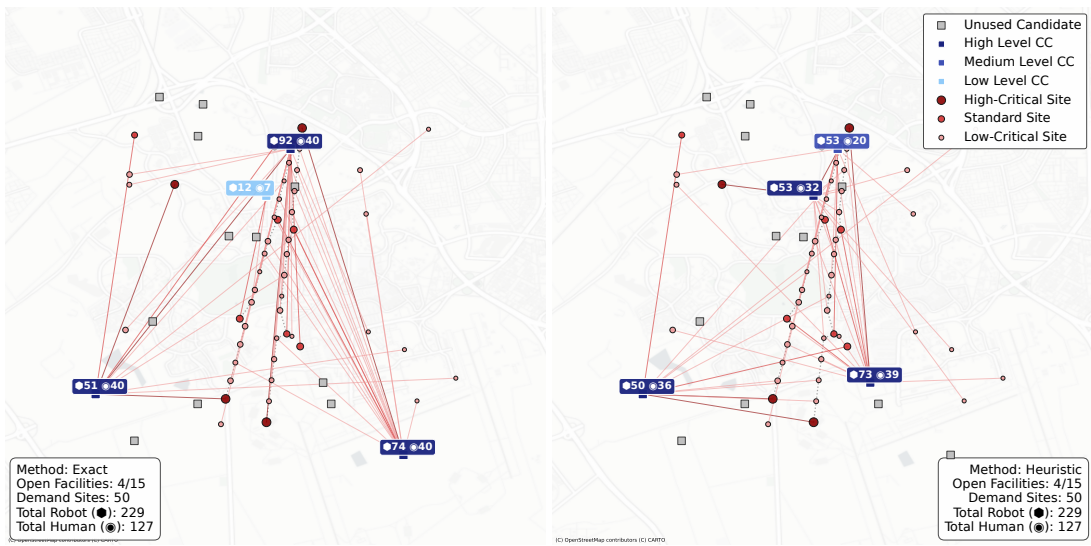 ⬢92 ◉40
⬢12 ◉7
⬢51 ◉40
⬢74 ◉40
Method: Exact
Open Facilities: 4/15
Demand Sites: 50
Total Robot (⬢): 229
Total Human (◉): 127
(C) OpenStreetMap contributors (C) CARTO
Unused Candidate
High Level CC
Medium Level CC
Low Level CC
High-Critical Site
Standard Site
Low-Critical Site
⬢53 ◉20
⬢53 ◉32
⬢73 ◉39
⬢50 ◉36
Method: Heuristic
Open Facilities: 4/15
Demand Sites: 50
Total Robot (⬢): 229
Total Human (◉): 127
(C) OpenStreetMap contributors (C) CARTO